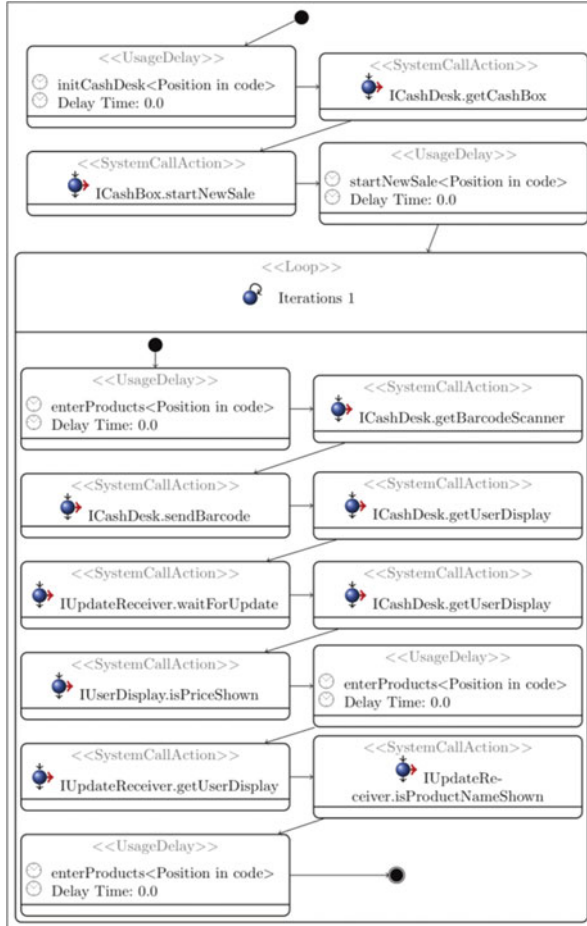 <<UsageDelay>>
initCashDesk<Position in code>
Delay Time: 0.0
<<SystemCallAction>>
ICashDesk.getCashBox
<<SystemCallAction>>
ICashBox.startNewSale
<<UsageDelay>>
startNewSale<Position in code>
Delay Time: 0.0
<<Loop>>
Iterations 1
<<UsageDelay>>
enterProducts<Position in code>
Delay Time: 0.0
<<SystemCallAction>>
ICashDesk.getBarcodeScanner
<<SystemCallAction>>
ICashDesk.sendBarcode
<<SystemCallAction>>
ICashDesk.getUserDisplay
<<SystemCallAction>>
IUpdateReceiver.waitForUpdate
<<SystemCallAction>>
ICashDesk.getUserDisplay
<<SystemCallAction>>
IUserDisplay.isPriceShown
<<UsageDelay>>
enterProducts<Position in code>
Delay Time: 0.0
<<SystemCallAction>>
IUpdateReceiver.getUserDisplay
<<SystemCallAction>>
IUpdateRe-
ceiver.isProductNameShown
<<UsageDelay>>
enterProducts<Position in code>
Delay Time: 0.0